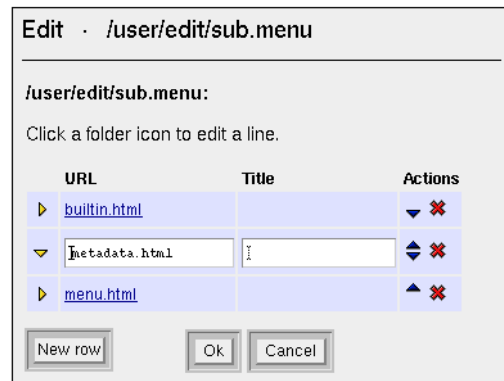 Edit · /user/edit/sub.menu
/user/edit/sub.menu:
Click a folder icon to edit a line.
URL Title Actions
builtin.html
metadata.html
menu.html
New row Ok Cancel